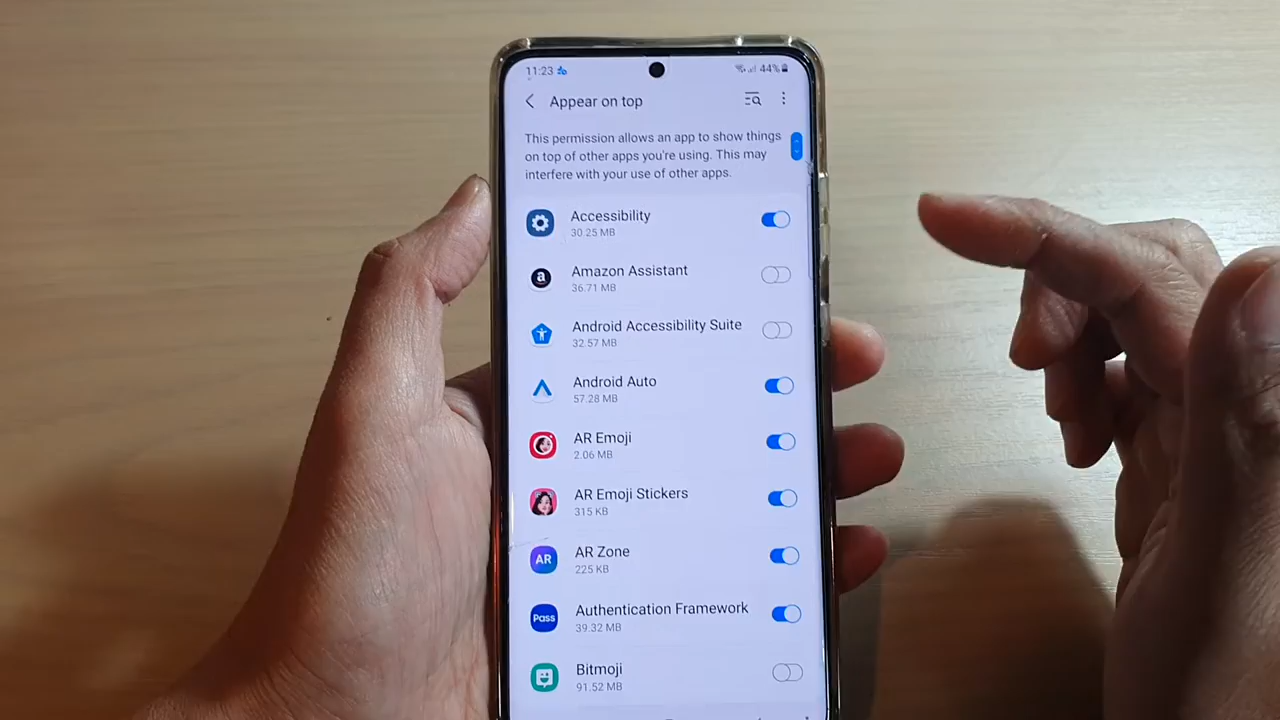 11:23
44%
Appear on top
This permission allows an app to show things
on top of other apps you're using. This may
interfere with your use of other apps.
Accessibility
30.25 MB
a
Amazon Assistant
36.71 MB
Android Accessibility Suite
32.57 MB
Android Auto
57.28 MB
AR Emoji
2.06 MB
AR Emoji Stickers
315 KB
AR
AR Zone
225 KB
Pass
Authentication Framework
39.32 MB
Bitmoji
91.52 MB